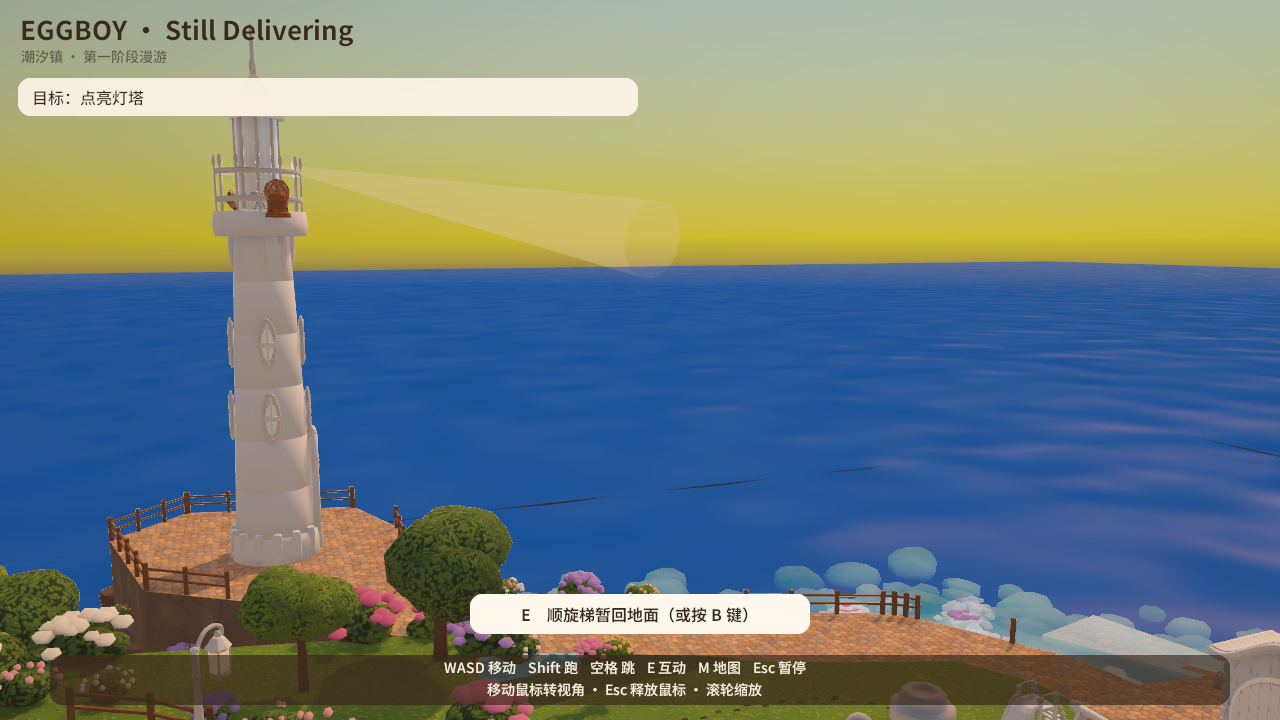 EGGBOY · Still Delivering
潮汐镇 · 第一阶段漫游
目标：点亮灯塔
E 顺旋梯暂回地面（或按 B 键）
WASD 移动 Shift 跑 空格 跳 E 互动 M 地图 Esc 暂停
移动鼠标转视角 · Esc 释放鼠标 · 滚轮缩放